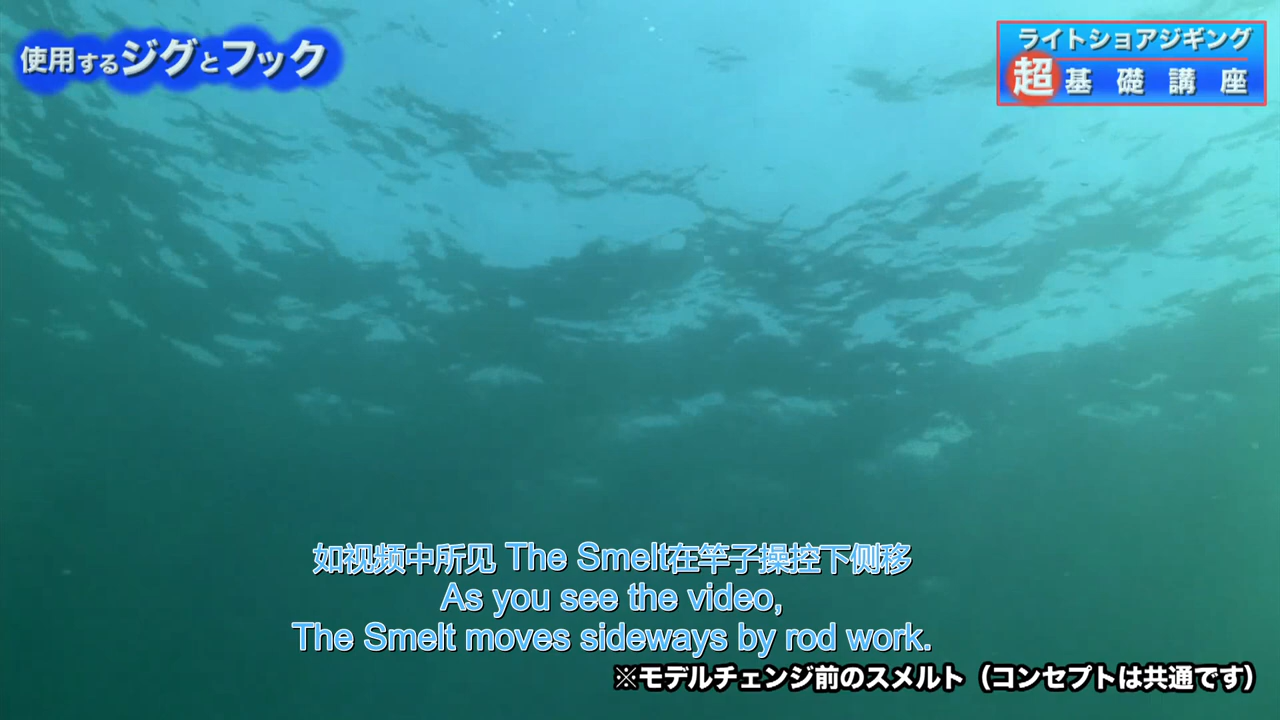 使用するジグとフック
ライトショアジギング
超基礎講座
如视频中所见 The Smelt在竿子操控下侧移
As you see the video,
The Smelt moves sideways by rod work.
※モデルチェンジ前のスメルト（コンセプトは共通です）